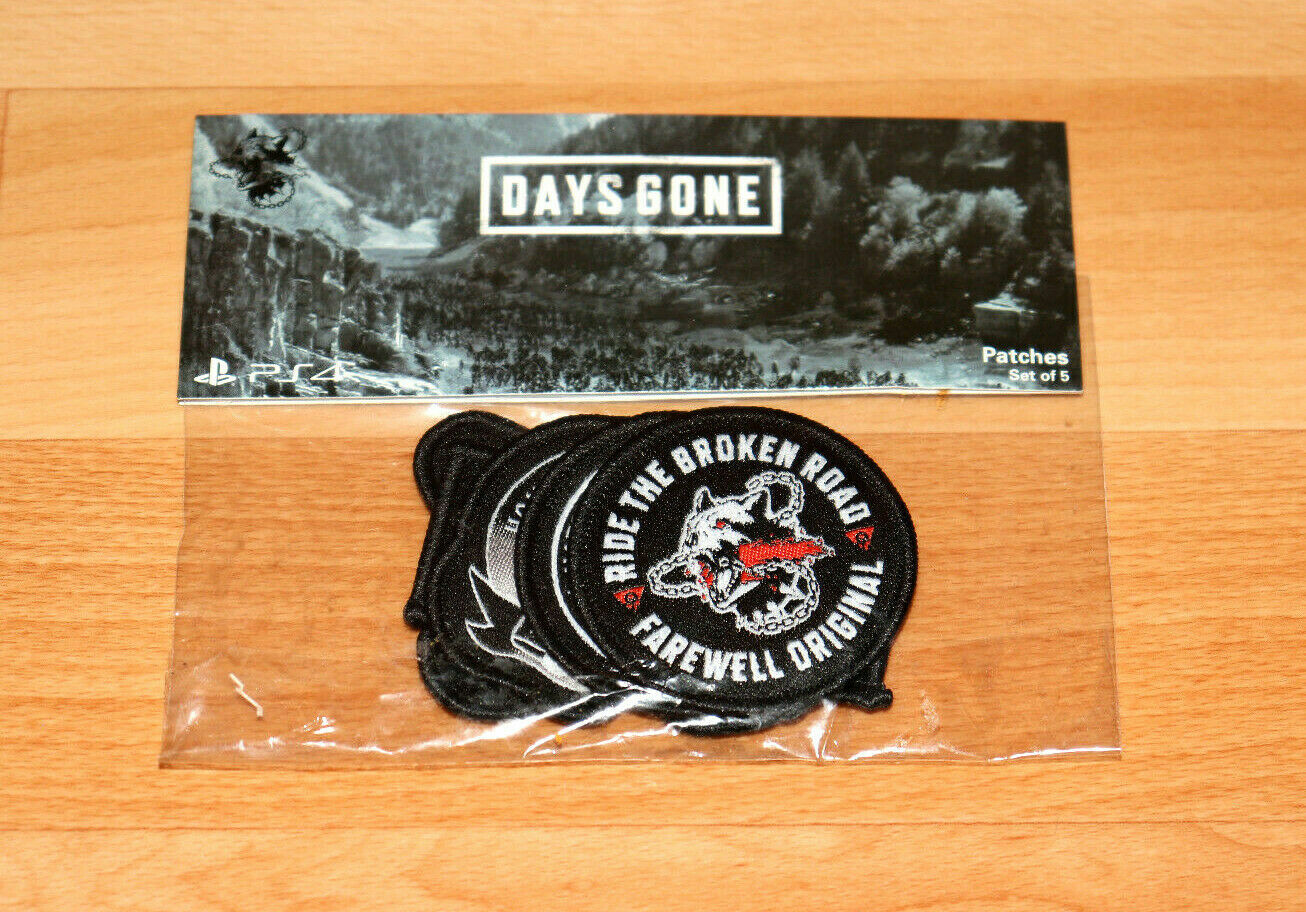 DAYS GONE
PS4
Patches
Set of 5
RIDE THE BROKEN ROAD
FAREWELL ORIGINAL